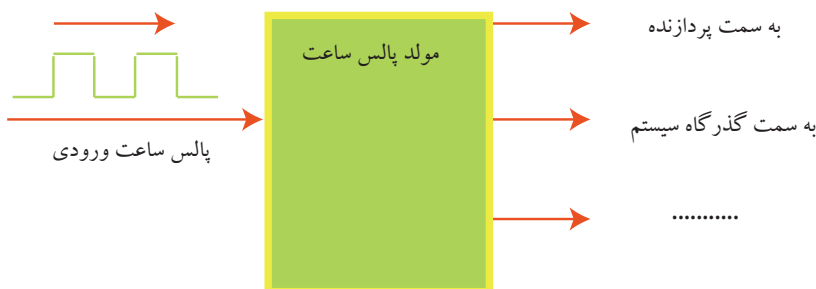 به سمت پردازنده
مولد پالس ساعت
به سمت گذرگاه سیستم
پالس ساعت ورودی
...........